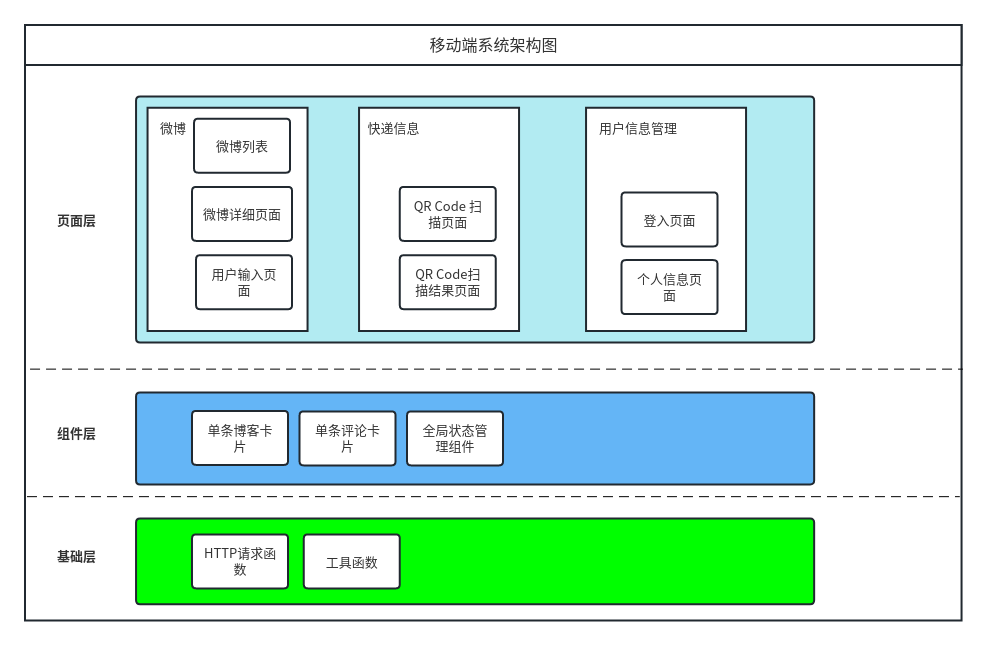 移动端系统架构图
页面层
微博
微博列表
微博详细页面
用户输入页
面
快递信息
QR Code 扫
描页面
QR Code扫
描结果页面
用户信息管理
登入页面
个人信息页
面
组件层
单条博客卡
片
单条评论卡
片
全局状态管
理组件
基础层
HTTP请求函
数
工具函数